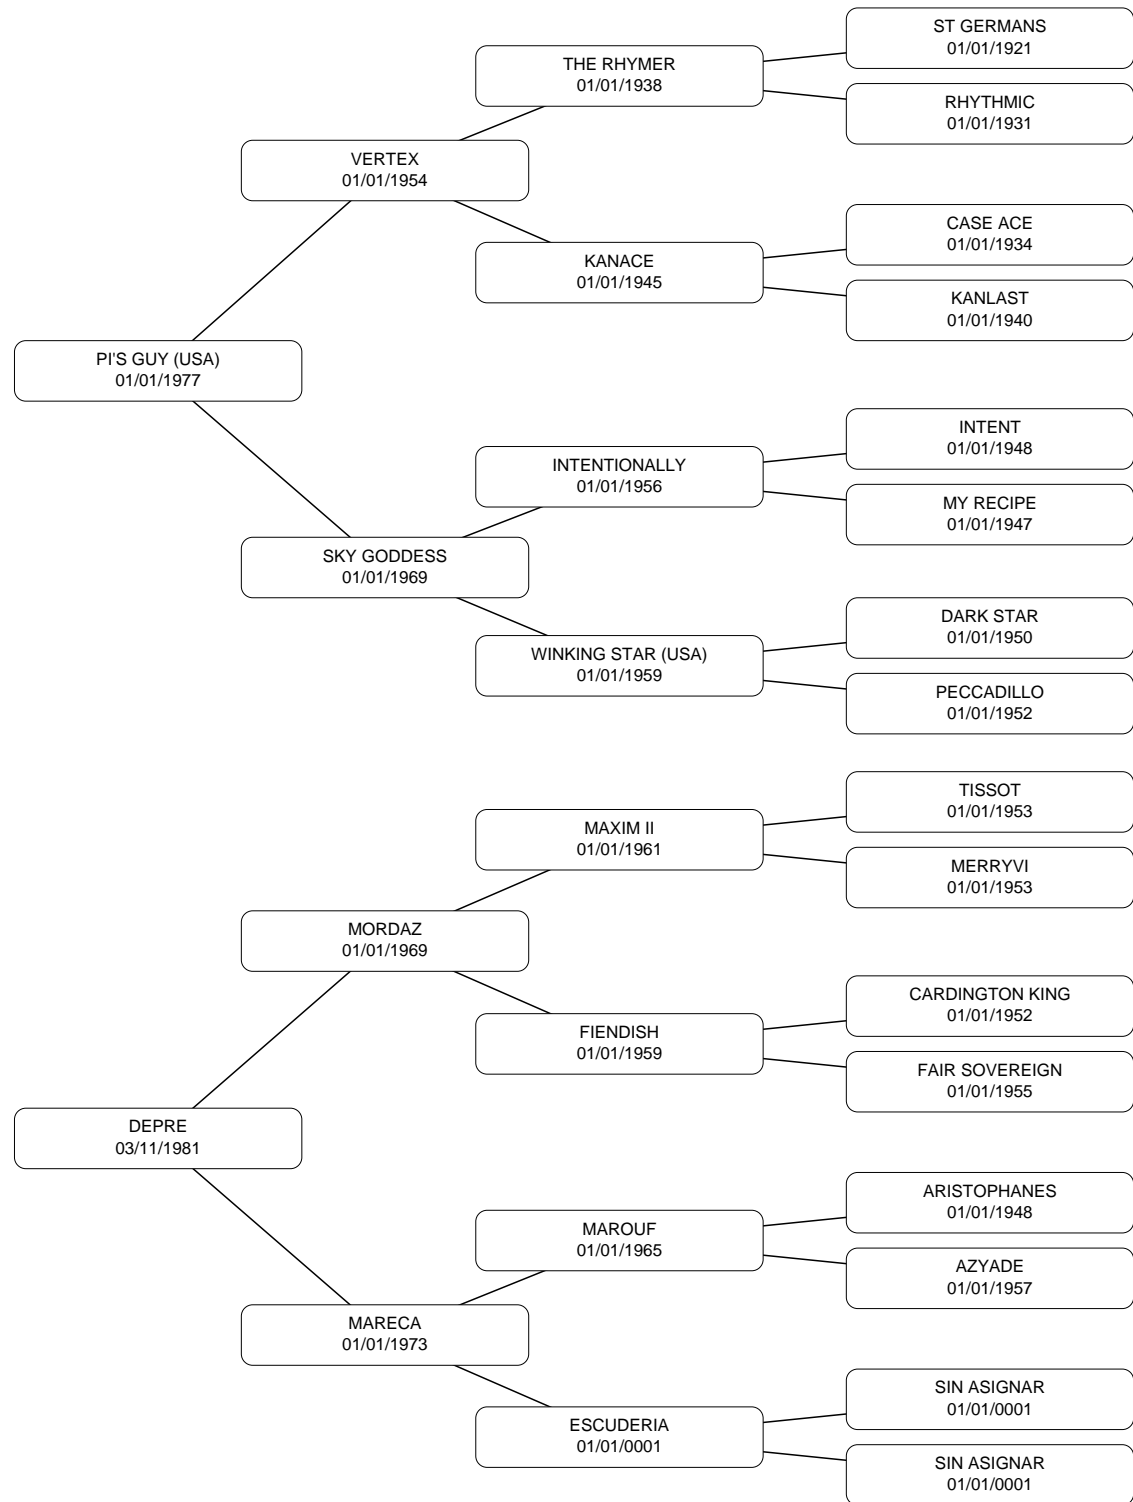 ST GERMANS
01/01/1921
THE RHYMER
01/01/1938
RHYTHMIC
01/01/1931
VERTEX
01/01/1954
CASE ACE
01/01/1934
KANACE
01/01/1945
KANLAST
01/01/1940
PI'S GUY (USA)
01/01/1977
INTENT
01/01/1948
INTENTIONALLY
01/01/1956
MY RECIPE
01/01/1947
SKY GODDESS
01/01/1969
DARK STAR
01/01/1950
WINKING STAR (USA)
01/01/1959
PECCADILLO
01/01/1952
TISSOT
01/01/1953
MAXIM II
01/01/1961
MERRYVI
01/01/1953
MORDAZ
01/01/1969
CARDINGTON KING
01/01/1952
FIENDISH
01/01/1959
FAIR SOVEREIGN
01/01/1955
DEPRE
03/11/1981
ARISTOPHANES
01/01/1948
MAROUF
01/01/1965
AZYADE
01/01/1957
MARECA
01/01/1973
SIN ASIGNAR
01/01/0001
ESCUDERIA
01/01/0001
SIN ASIGNAR
01/01/0001